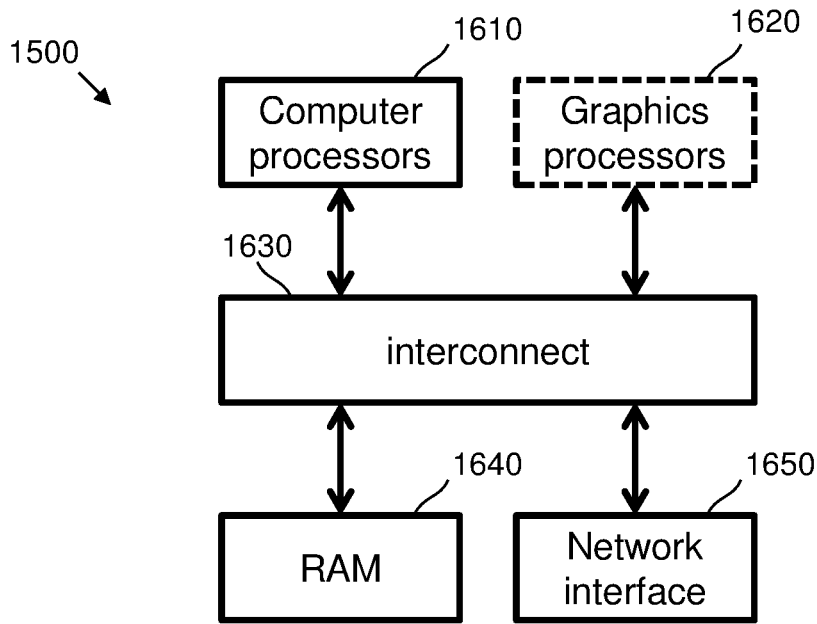 1500
1610
1620
Computer
processors
Graphics
processors
1630
interconnect
1640
1650
RAM
Network
interface